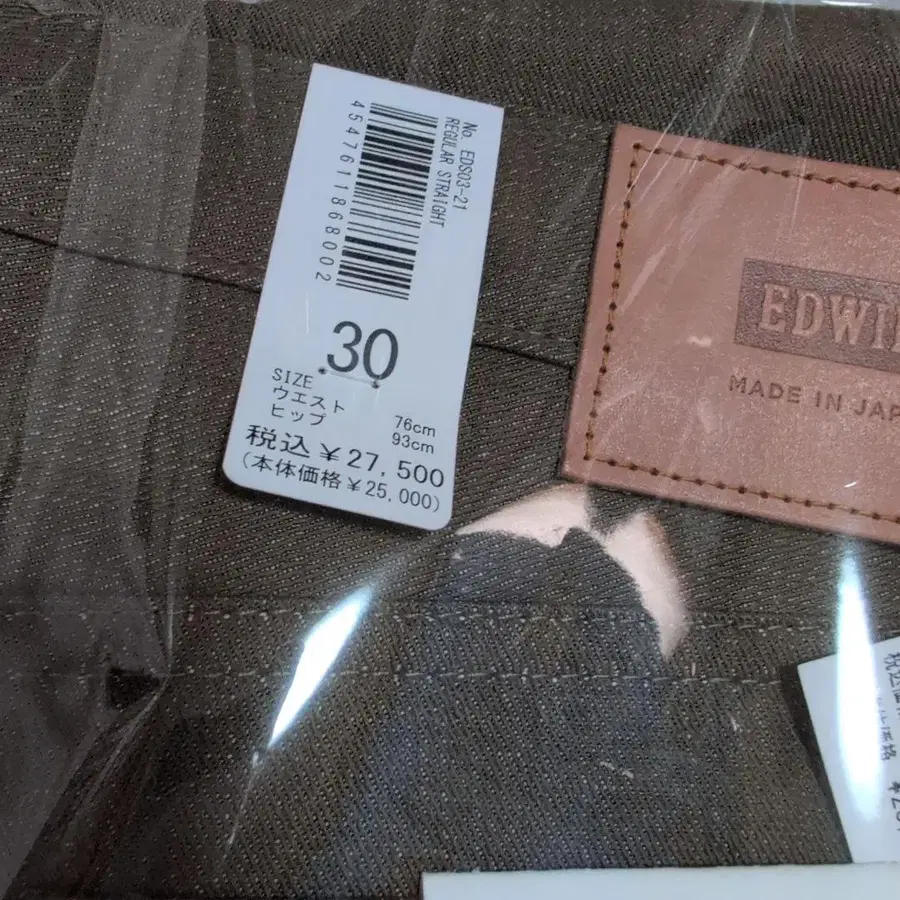 No. EDS03-21
REGULAR STRAIGHT
4547611868002
30
SIZE
ウエスト 76cm
ヒップ 93cm
税込 ¥27,500
(本体価格 ¥25,000)
EDWI
MADE IN JAP